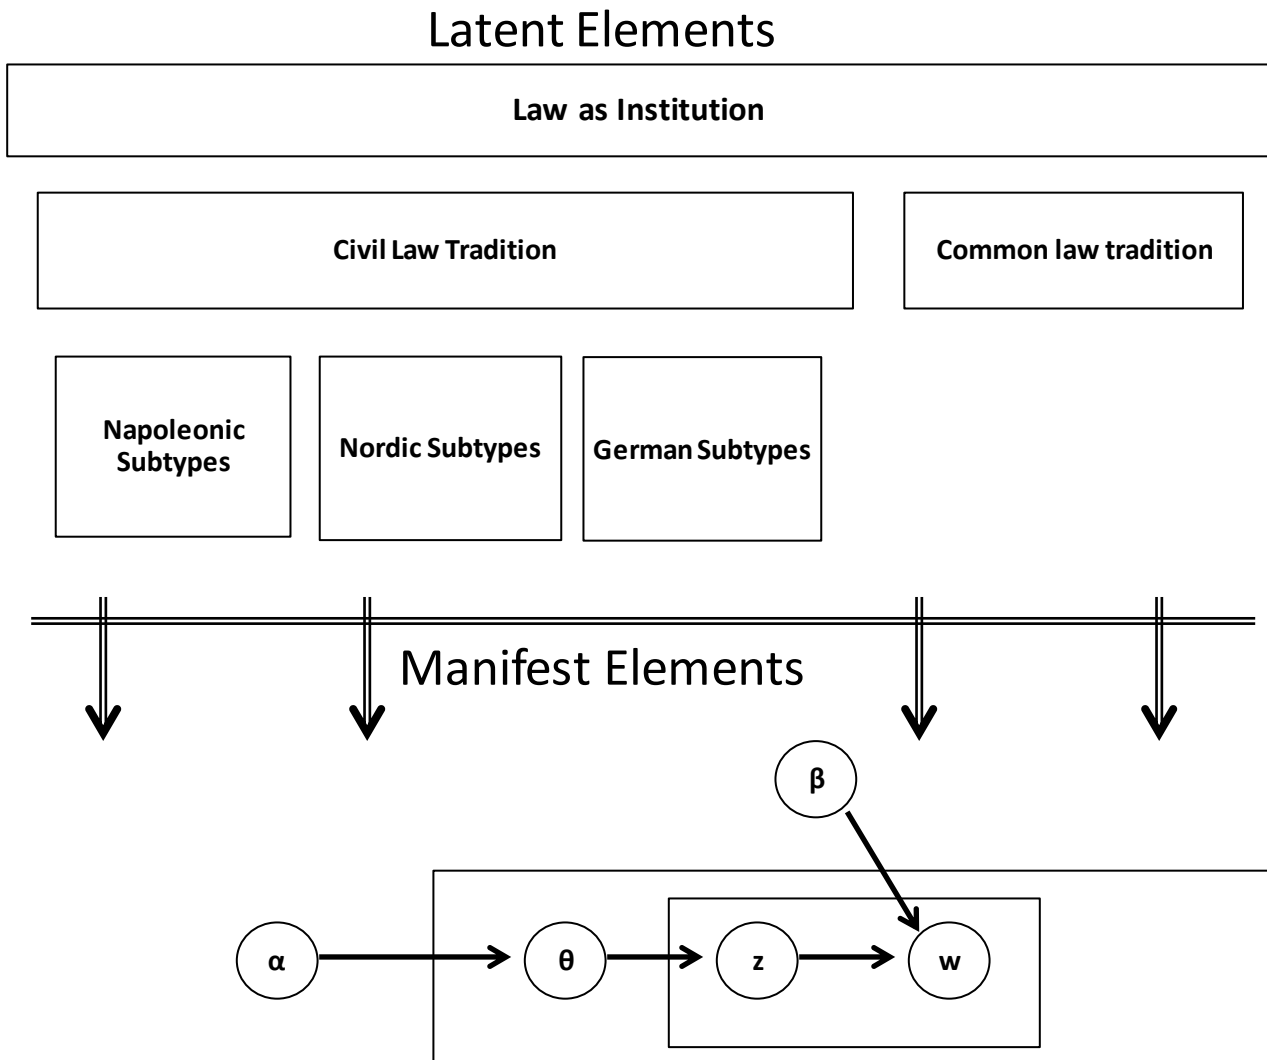 Latent Elements
Law as Institution
Civil Law Tradition
Common law tradition
Napoleonic
Subtypes
Nordic Subtypes
German Subtypes
Manifest Elements
β
α
θ
z
w